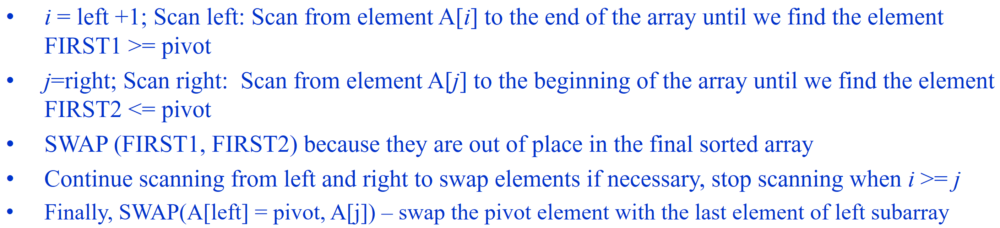 • i = left +1; Scan left: Scan from element A[i] to the end of the array until we find the element
FIRST1 >= pivot
• j=right; Scan right:  Scan from element A[j] to the beginning of the array until we find the element
FIRST2 <= pivot
• SWAP (FIRST1, FIRST2) because they are out of place in the final sorted array
• Continue scanning from left and right to swap elements if necessary, stop scanning when i >= j
• Finally, SWAP(A[left] = pivot, A[j]) – swap the pivot element with the last element of left subarray